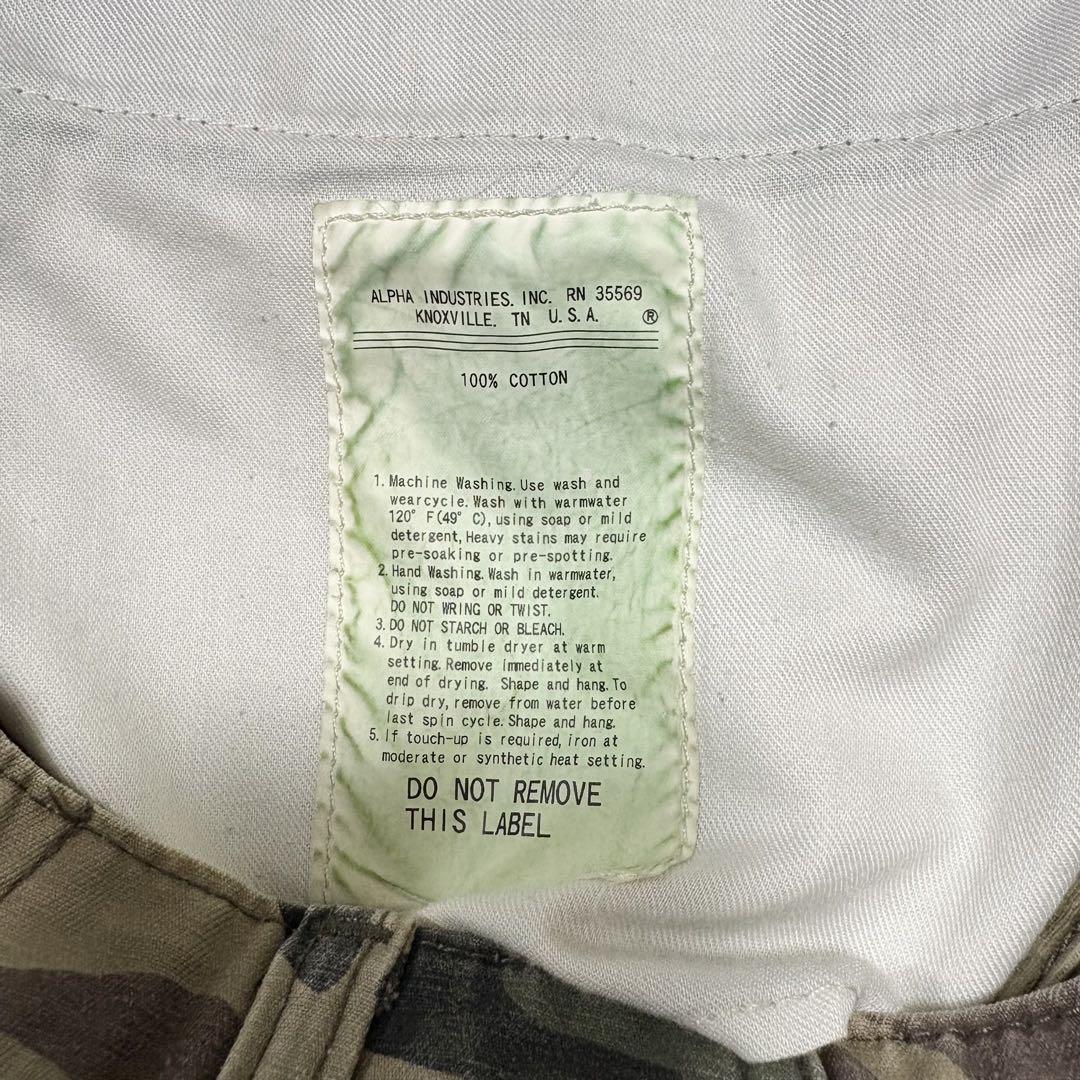 ALPHA INDUSTRIES. INC. RN 35569
KNOXVILLE. TN U.S.A. ®
100% COTTON
1. Machine Washing. Use wash and
wearcycle. Wash with warmwater
120° F(49° C), using soap or mild
detergent, Heavy stains may require
pre-soaking or pre-spotting.
2. Hand Washing. Wash in warmwater,
using soap or mild detergent.
DO NOT WRING OR TWIST.
3. DO NOT STARCH OR BLEACH.
4. Dry in tumble dryer at warm
setting. Remove immediately at
end of drying. Shape and hang. To
drip dry, remove from water before
last spin cycle. Shape and hang.
5. If touch-up is required, iron at
moderate or synthetic heat setting.
DO NOT REMOVE
THIS LABEL